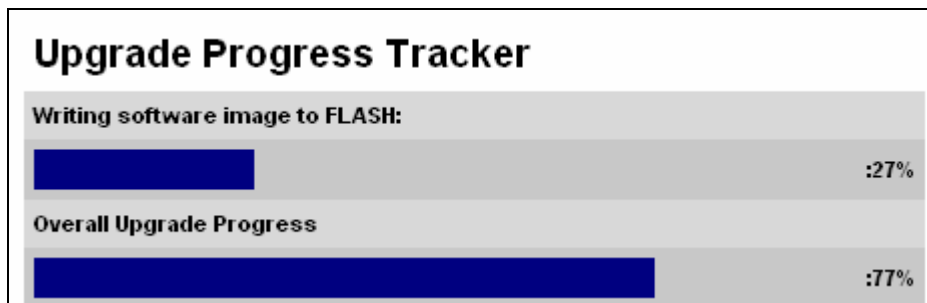 Upgrade Progress Tracker
Writing software image to FLASH:
:27%
Overall Upgrade Progress
:77%